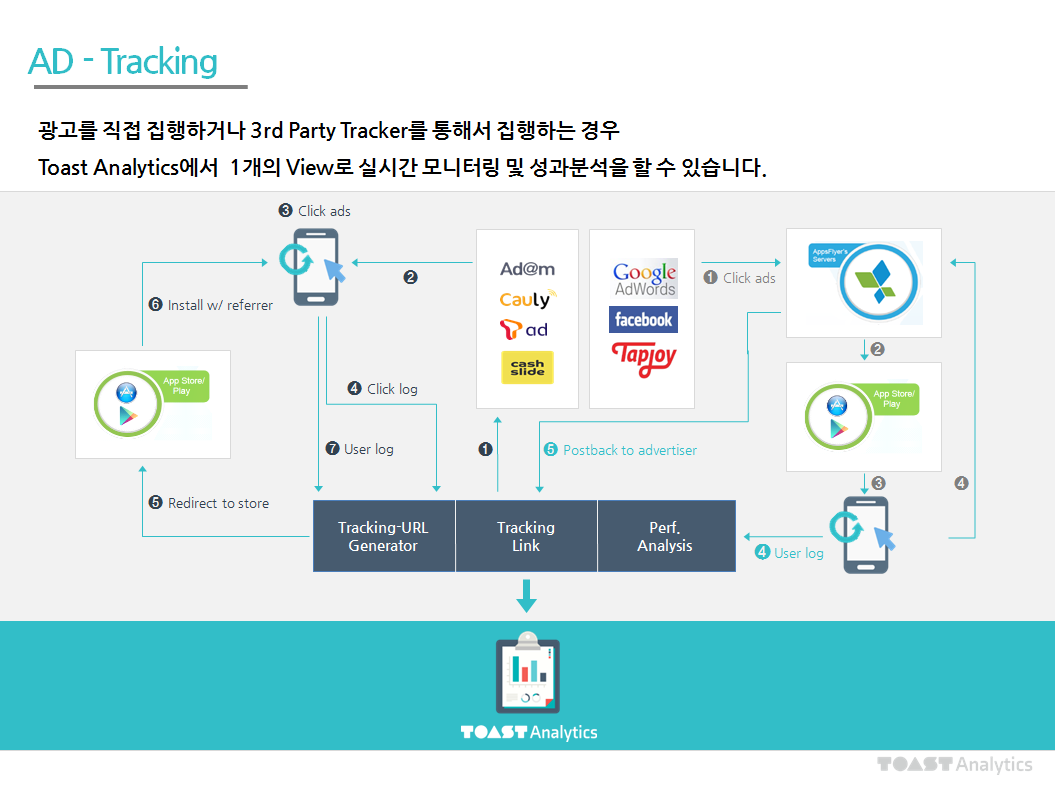 AD - Tracking
광고를 직접 집행하거나 3rd Party Tracker를 통해서 집행하는 경우
Toast Analytics에서 1개의 View로 실시간 모니터링 및 성과분석을 할 수 있습니다.
❸ Click ads
❷
❻ Install w/ referrer
App Store/
Play
❹ Click log
❼ User log
❺ Redirect to store
Ad@m
Cauly
T ad
cash
slide
❶
Google
AdWords
facebook
Tapjoy
❶ Click ads
AppsFlyer's
Servers
❷
App Store/
Play
❸
❹
❺ Postback to advertiser
❹ User log
Tracking-URL
Generator
Tracking
Link
Perf.
Analysis
TOAST Analytics
TOAST Analytics